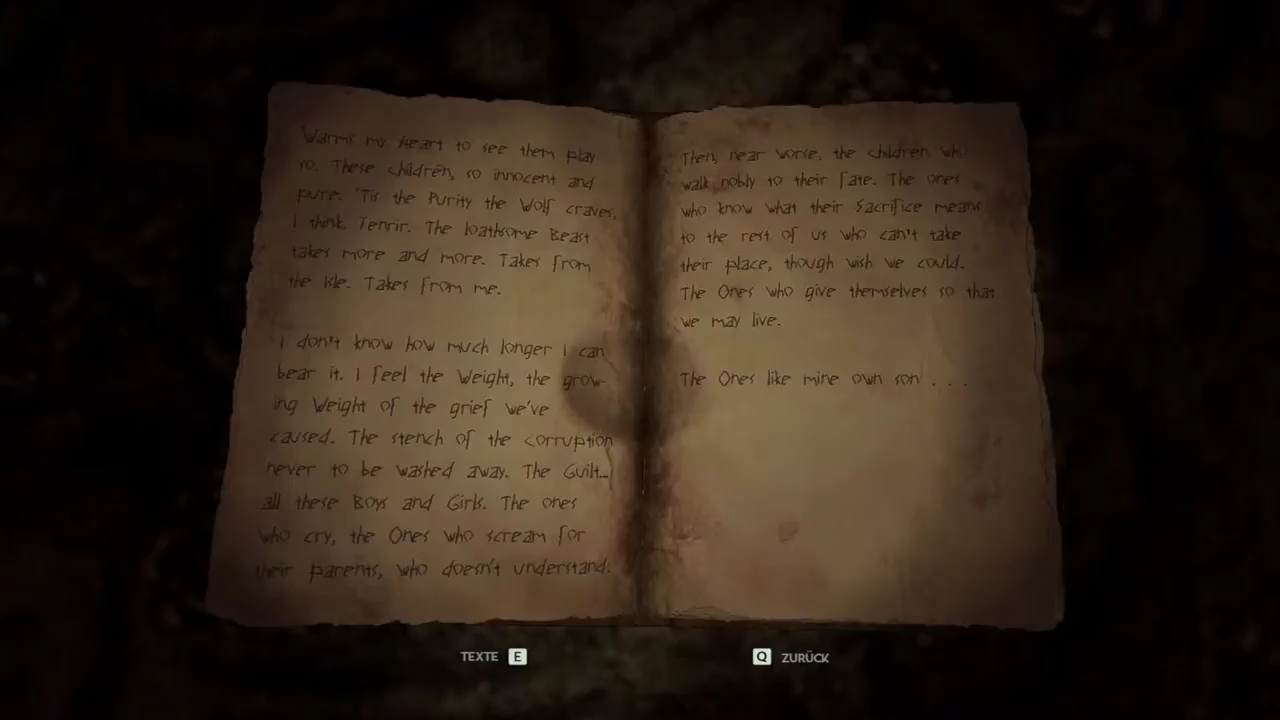 Warms my heart to see them play
so. These children, so innocent and
pure. 'Tis the Purity the Wolf craves,
I think. Fenrir. The loathsome Beast
takes more and more. Takes from
the Isle. Takes from me.
I don't know how much longer I can
bear it. I feel the Weight, the grow-
ing Weight of the grief we've
caused. The stench of the corruption
never to be washed away. The Guilt...
all these Boys and Girls. The ones
who cry, the Ones who scream for
their parents, who doesn't understand.
Then, near worse, the children who
walk nobly to their fate. The ones
who know what their Sacrifice means
to the rest of us who can't take
their place, though wish we could.
The Ones who give themselves so that
we may live.
The Ones like mine own son . . .
TEXTE E
Q ZURÜCK